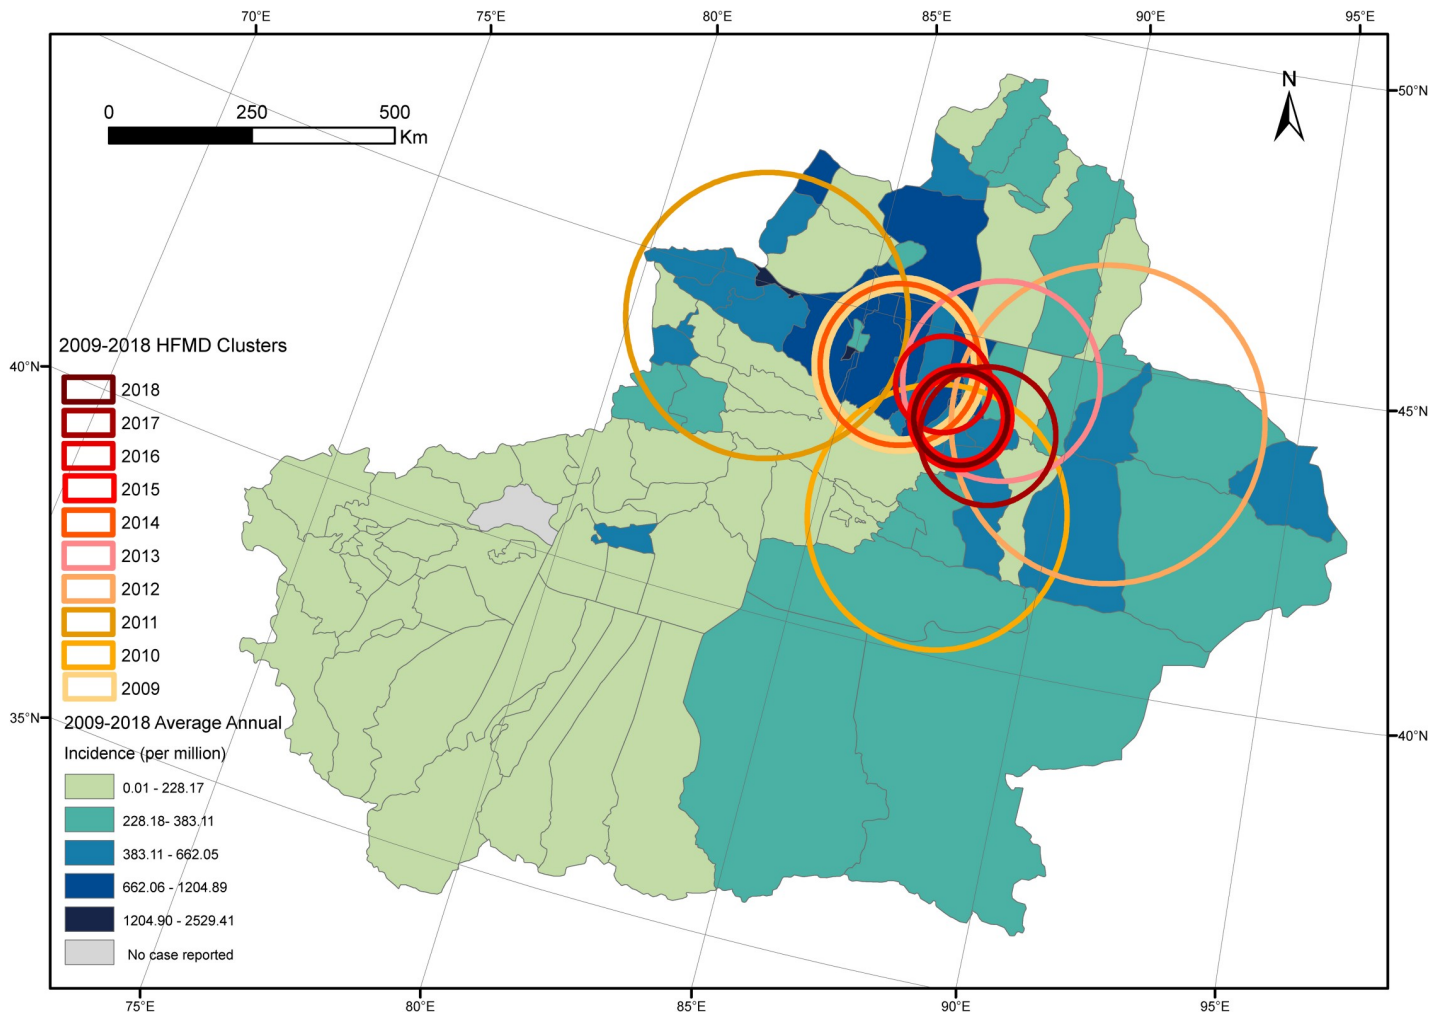 70°E 75°E 80°E 85°E 90°E 95°E
N
50°N
0 250 500
Km
2009-2018 HFMD Clusters
40°N
2018
45°N
2017
2016
2015
2014
2013
2012
2011
2010
2009
35°N
2009-2018 Average Annual
40°N
Incidence (per million)
0.01 - 228.17
228.18- 383.11
383.11 - 662.05
662.06 - 1204.89
1204.90 - 2529.41
No case reported
75°E 80°E 85°E 90°E 95°E